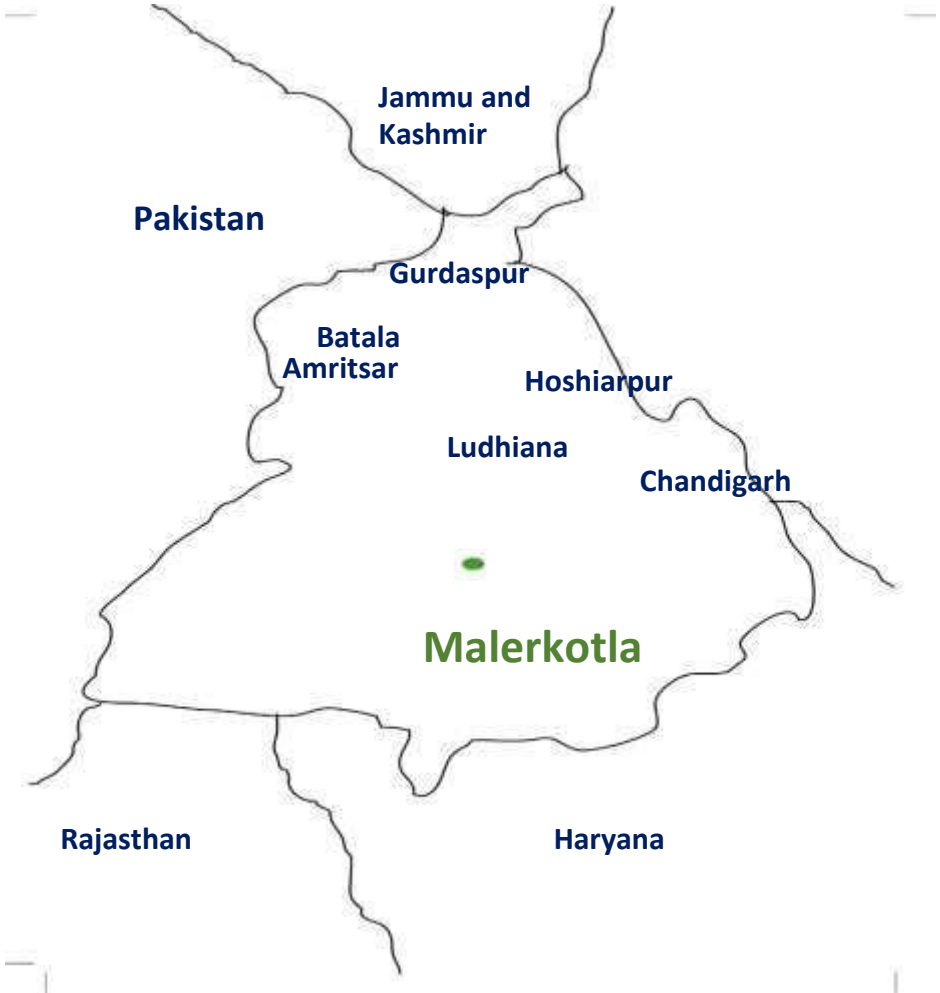 Jammu and
Kashmir
Pakistan
Gurdaspur
Batala
Amritsar
Hoshiarpur
Ludhiana
Chandigarh
Malerkotla
Rajasthan
Haryana